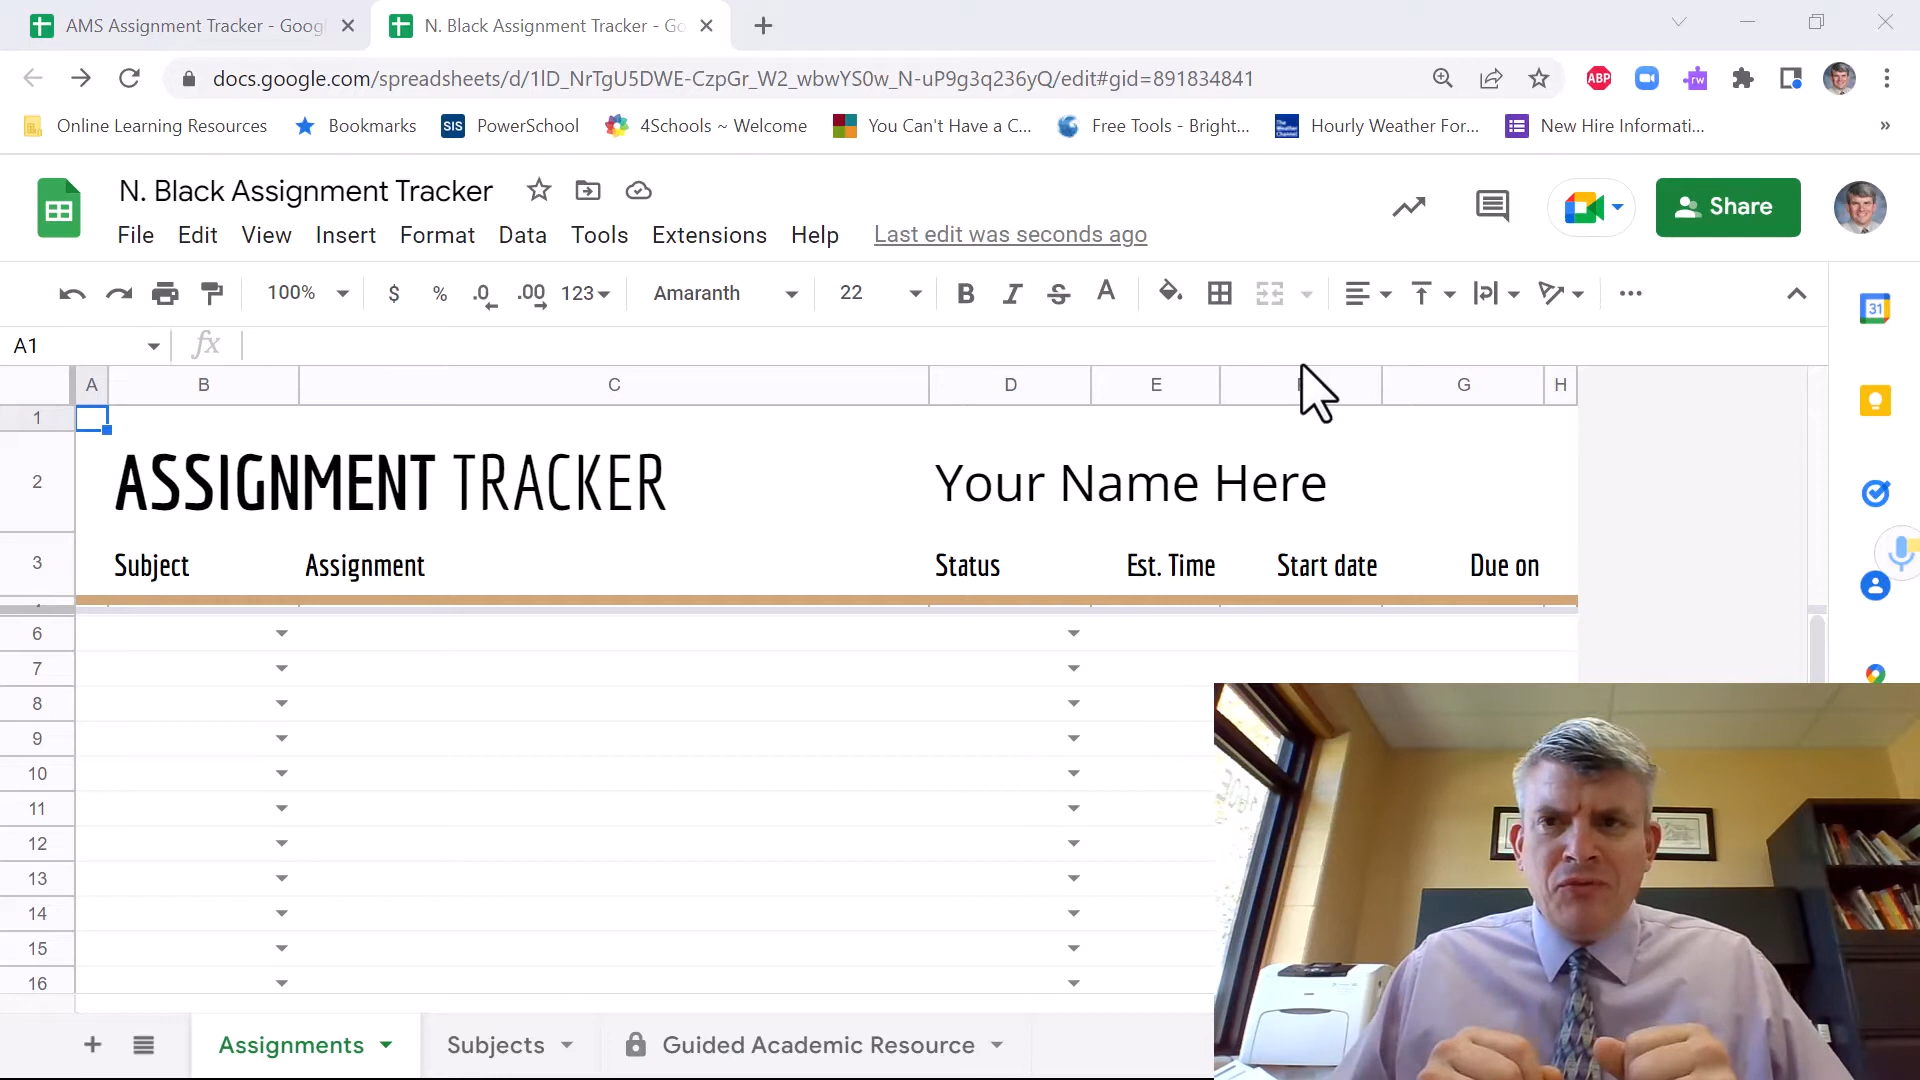 AMS Assignment Tracker - Goog
N. Black Assignment Tracker - Go
docs.google.com/spreadsheets/d/1lD_NrTgU5DWE-CzpGr_W2_wbwYS0w_N-uP9g3q236yQ/edit#gid=891834841
ABP
rw
Online Learning Resources
Bookmarks
SIS PowerSchool
4Schools ~ Welcome
You Can't Have a C...
Free Tools - Bright...
Hourly Weather For...
New Hire Informati...
»
N. Black Assignment Tracker
Share
File Edit View Insert Format Data Tools Extensions Help Last edit was seconds ago
100% $ % .0 .00 123 Amaranth 22 B I S A
31
A1 fx
A B C D E G H
1
2 ASSIGNMENT TRACKER Your Name Here
3 Subject Assignment Status Est. Time Start date Due on
6
7
8
9
10
11
12
13
14
15
16
Assignments Subjects Guided Academic Resource